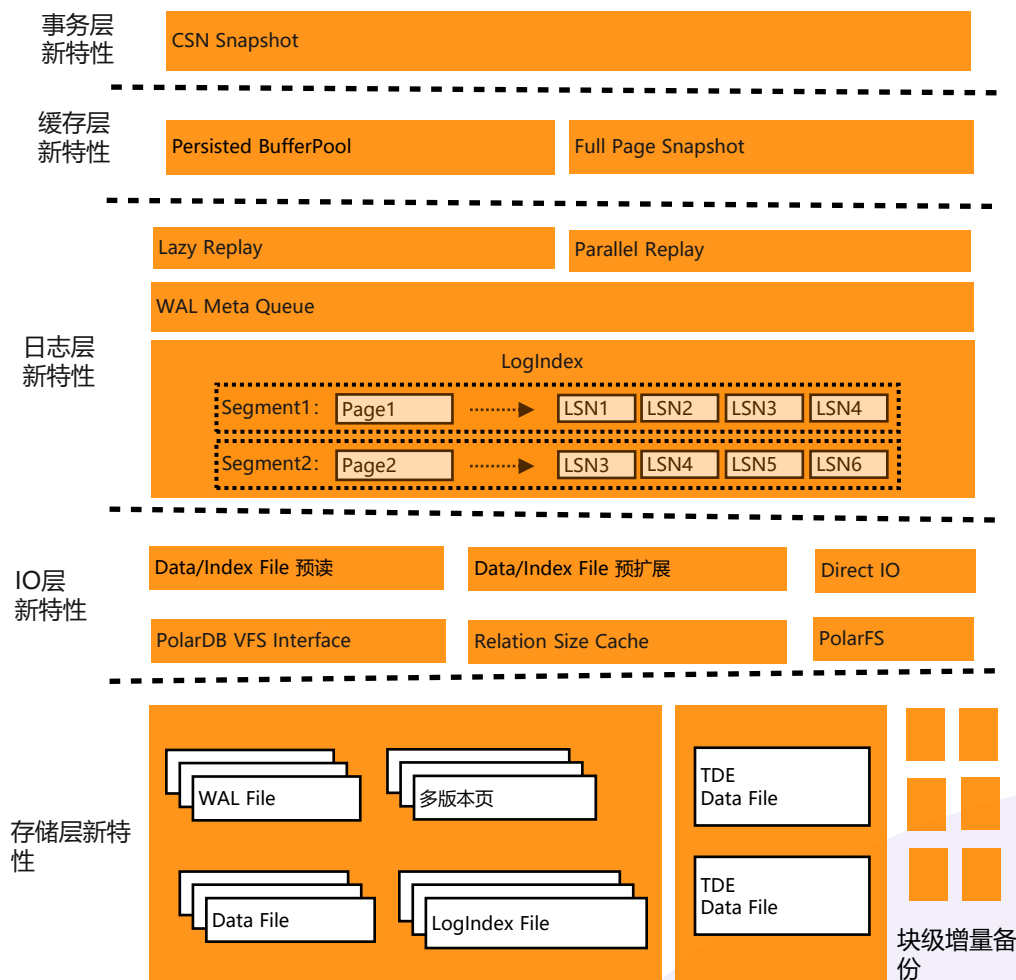 事务层
新特性
CSN Snapshot
缓存层
新特性
Persisted BufferPool
Full Page Snapshot
Lazy Replay
Parallel Replay
WAL Meta Queue
日志层
新特性
LogIndex
Segment1: Page1 LSN1 LSN2 LSN3 LSN4
Segment2: Page2 LSN3 LSN4 LSN5 LSN6
IO层
新特性
Data/Index File 预读
Data/Index File 预扩展
Direct IO
PolarDB VFS Interface
Relation Size Cache
PolarFS
存储层新特
性
WAL File
多版本页
Data File
LogIndex File
TDE
Data File
TDE
Data File
块级增量备
份